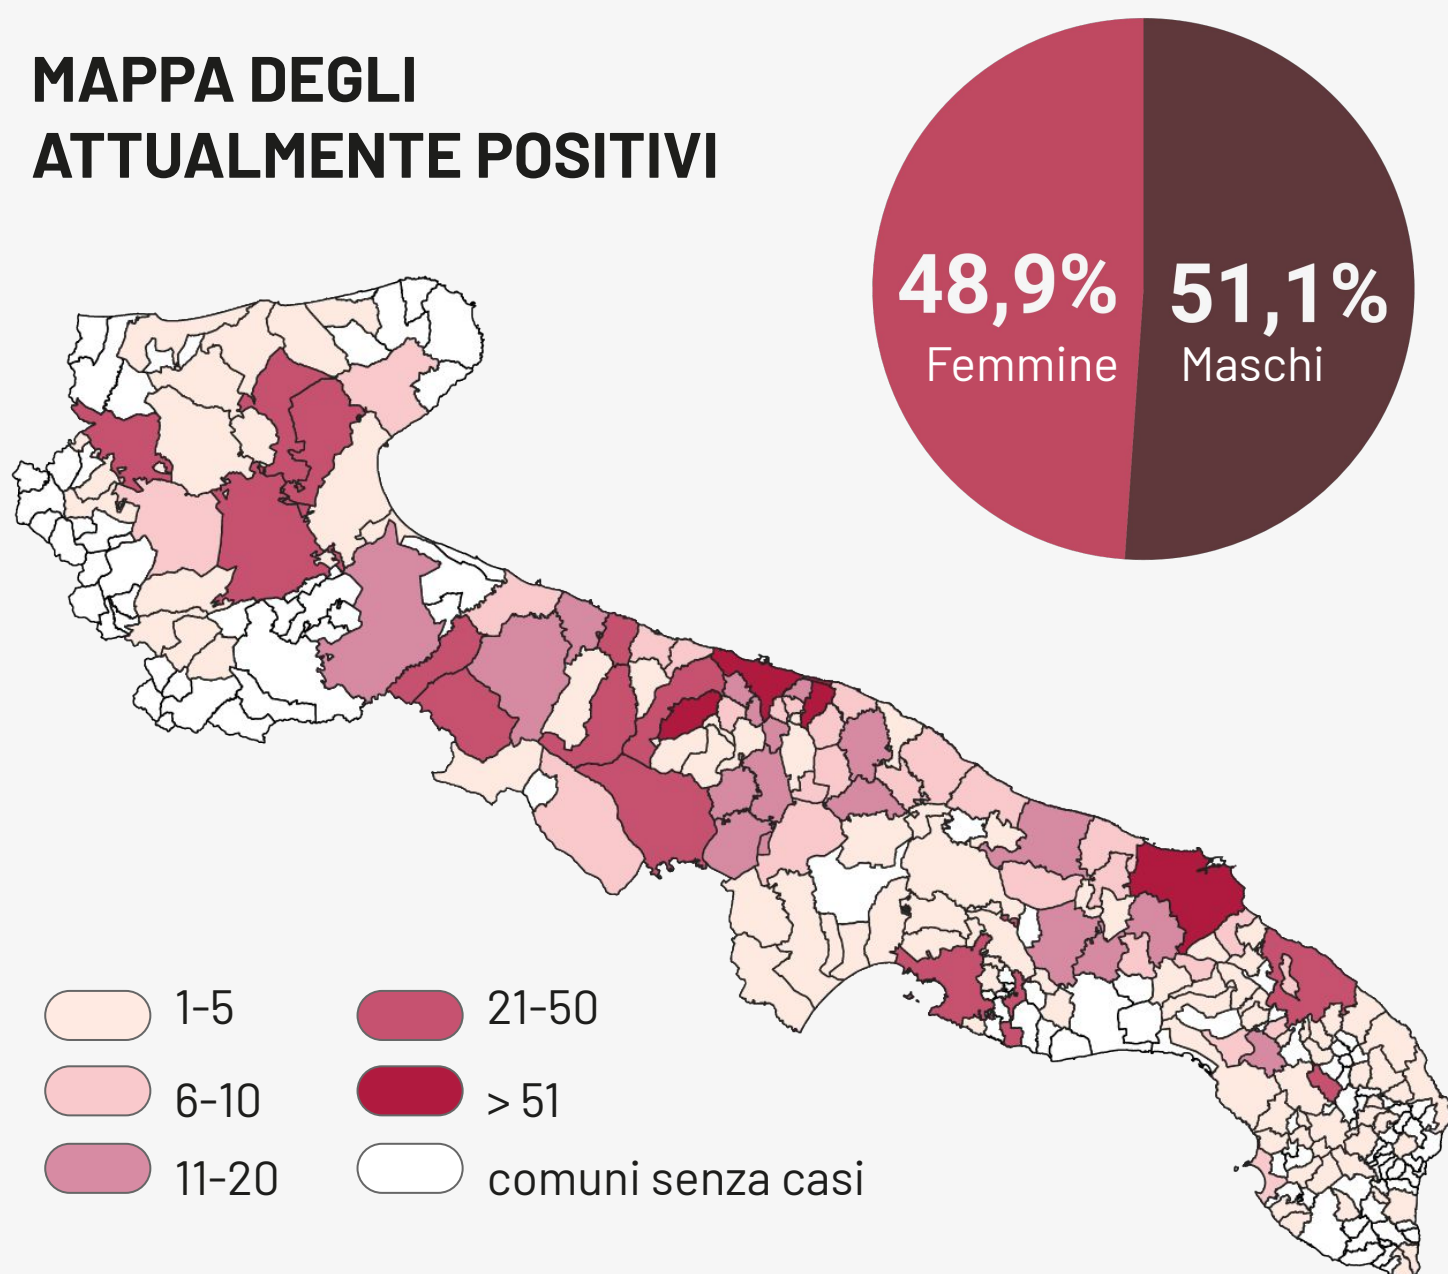 MAPPA DEGLI
ATTUALMENTE POSITIVI
48,9%
Femmine
51,1%
Maschi
1-5
6-10
11-20
21-50
> 51
comuni senza casi